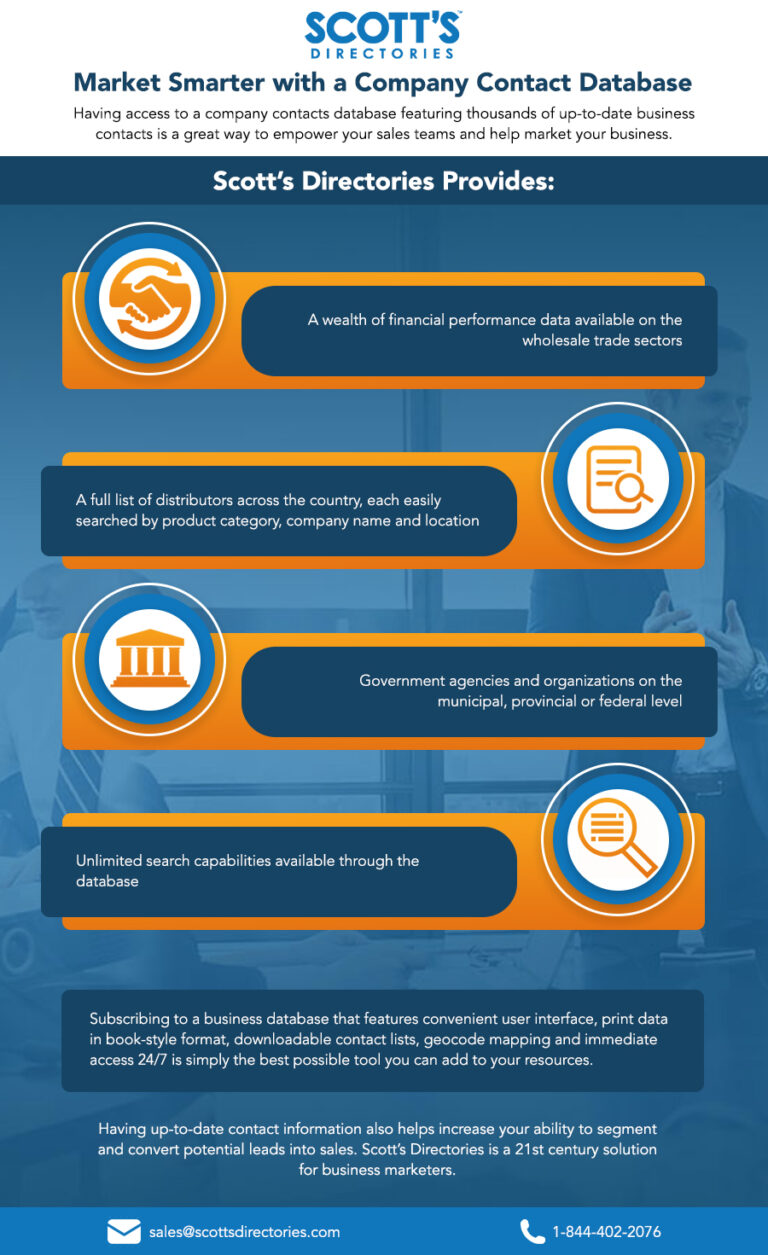 SCOTT'S™
DIRECTORIES
Market Smarter with a Company Contact Database
Having access to a company contacts database featuring thousands of up-to-date business
contacts is a great way to empower your sales teams and help market your business.
Scott's Directories Provides:
A wealth of financial performance data available on the
wholesale trade sectors
A full list of distributors across the country, each easily
searched by product category, company name and location
Government agencies and organizations on the
municipal, provincial or federal level
Unlimited search capabilities available through the
database
Subscribing to a business database that features convenient user interface, print data
in book-style format, downloadable contact lists, geocode mapping and immediate
access 24/7 is simply the best possible tool you can add to your resources.
Having up-to-date contact information also helps increase your ability to segment
and convert potential leads into sales. Scott's Directories is a 21st century solution
for business marketers.
sales@scottsdirectories.com
1-844-402-2076